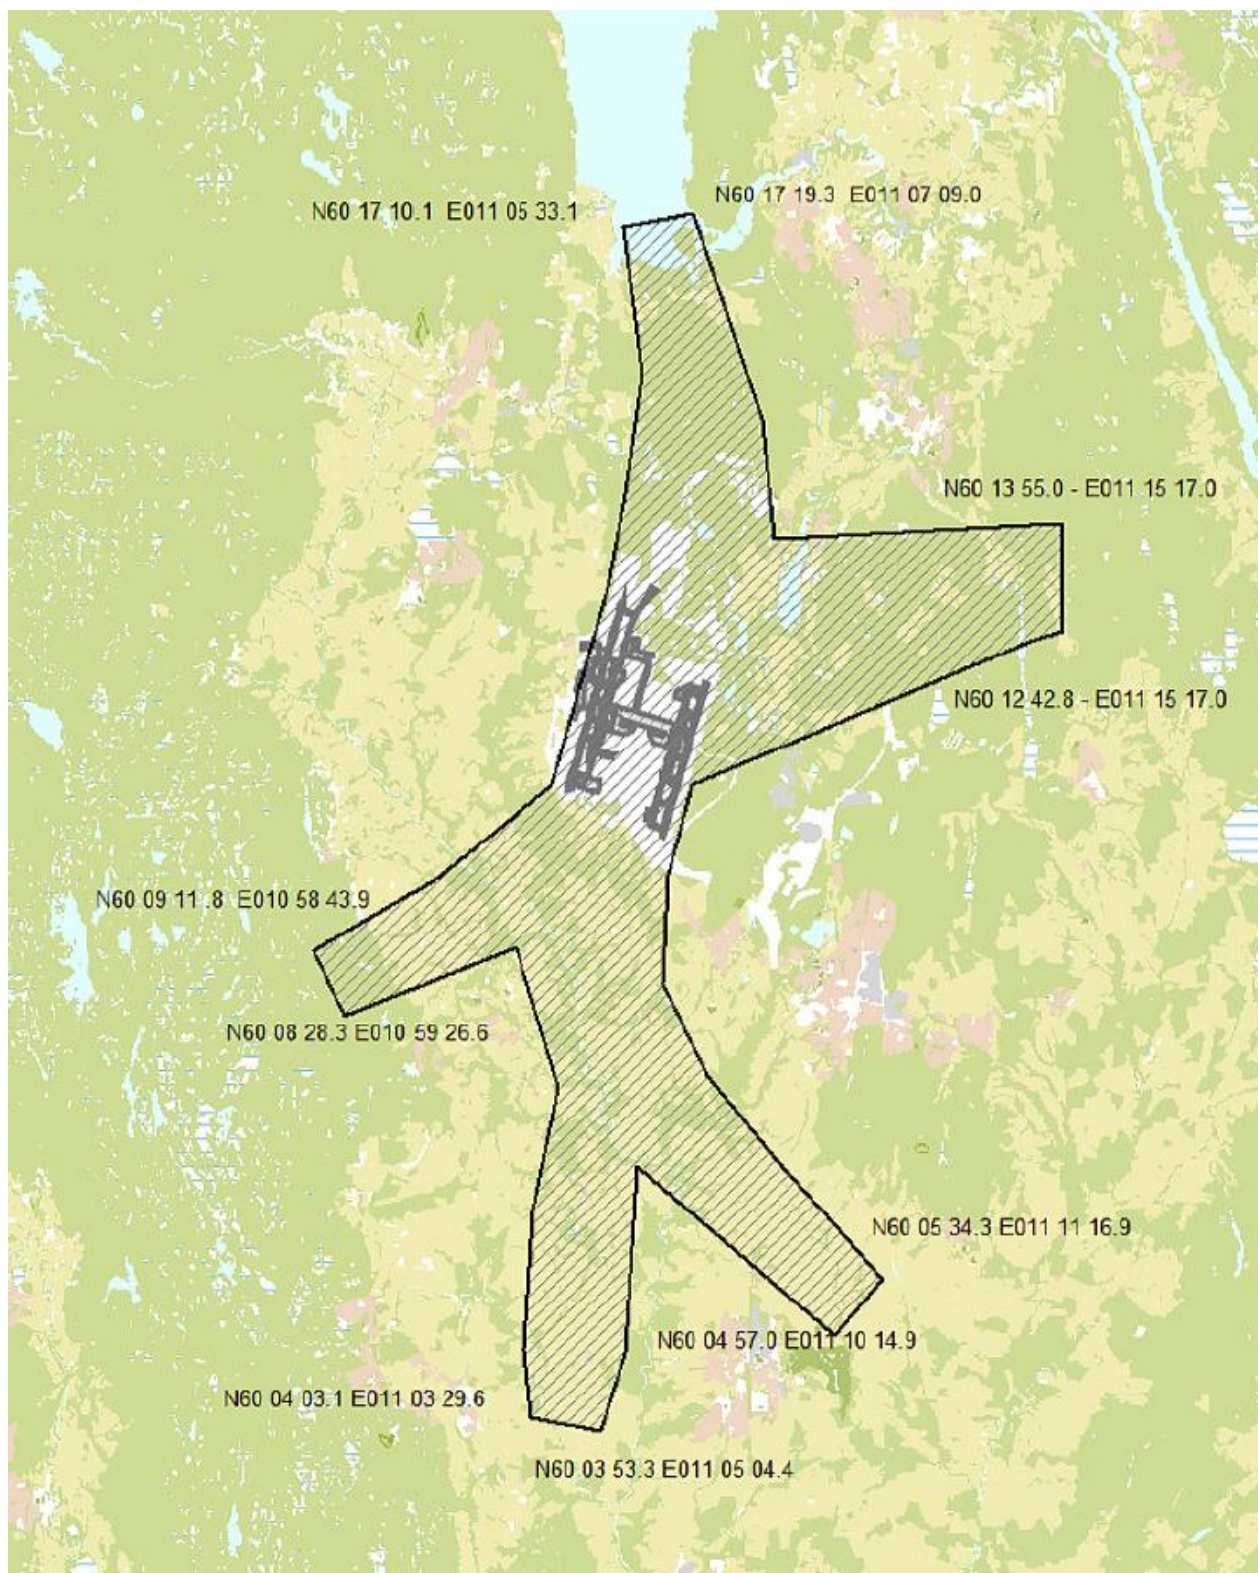 N60 17 19.3 E011 07 09.0
N60 17 10.1 E011 05 33.1
N60 13 55.0 - E011 15 17.0
N60 12 42.8 - E011 15 17.0
N60 09 11.8 E010 58 43.9
N60 08 28.3 E010 59 26.6
N60 05 34.3 E011 11 16.9
N60 04 57.0 E011 10 14.9
N60 04 03.1 E011 03 29.6
N60 03 53.3 E011 05 04.4